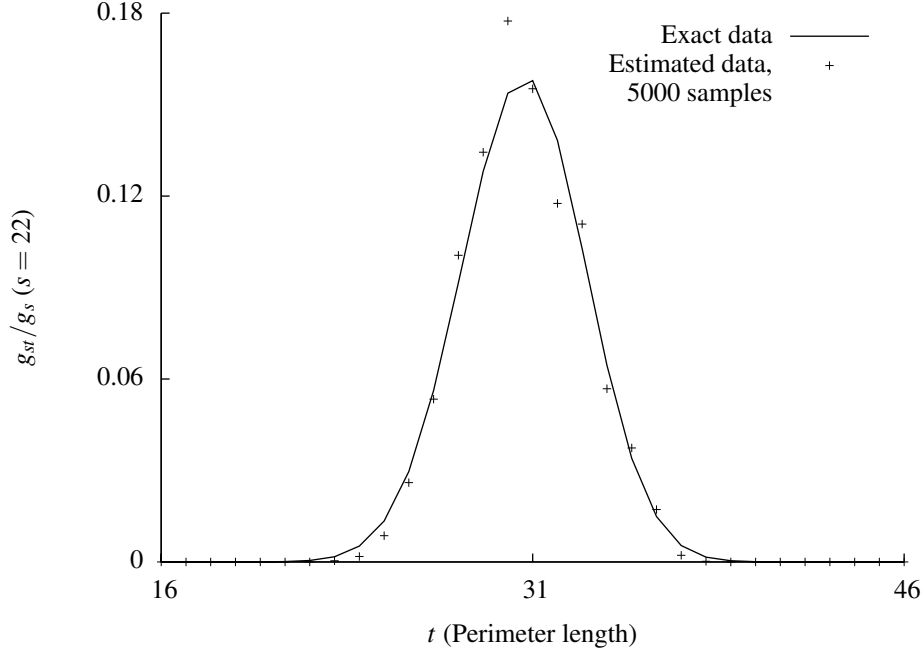 0.18
0.12
0.06
0
16
31
46
Exact data
Estimated data,
5000 samples
g_{st}/g_s (s = 22)
t (Perimeter length)